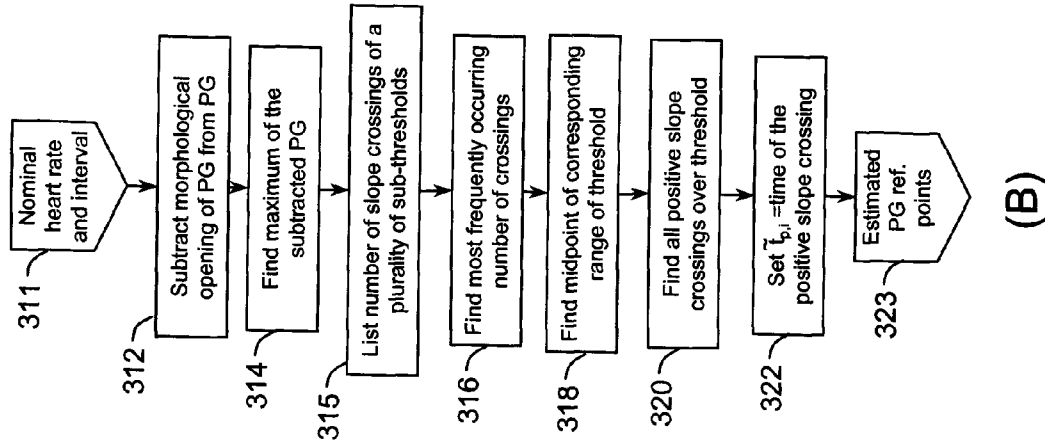 311
Nominal
heart rate
and interval
312
Subtract morphological
opening of PG from PG
314
Find maximum of the
subtracted PG
315
List number of slope crossings of a
plurality of sub-thresholds
316
Find most frequently occurring
number of crossings
318
Find midpoint of corresponding
range of threshold
320
Find all positive slope
crossings over threshold
322
Set t̃p,i =time of the
positive slope crossing
323
Estimated
PG ref.
points
(B)